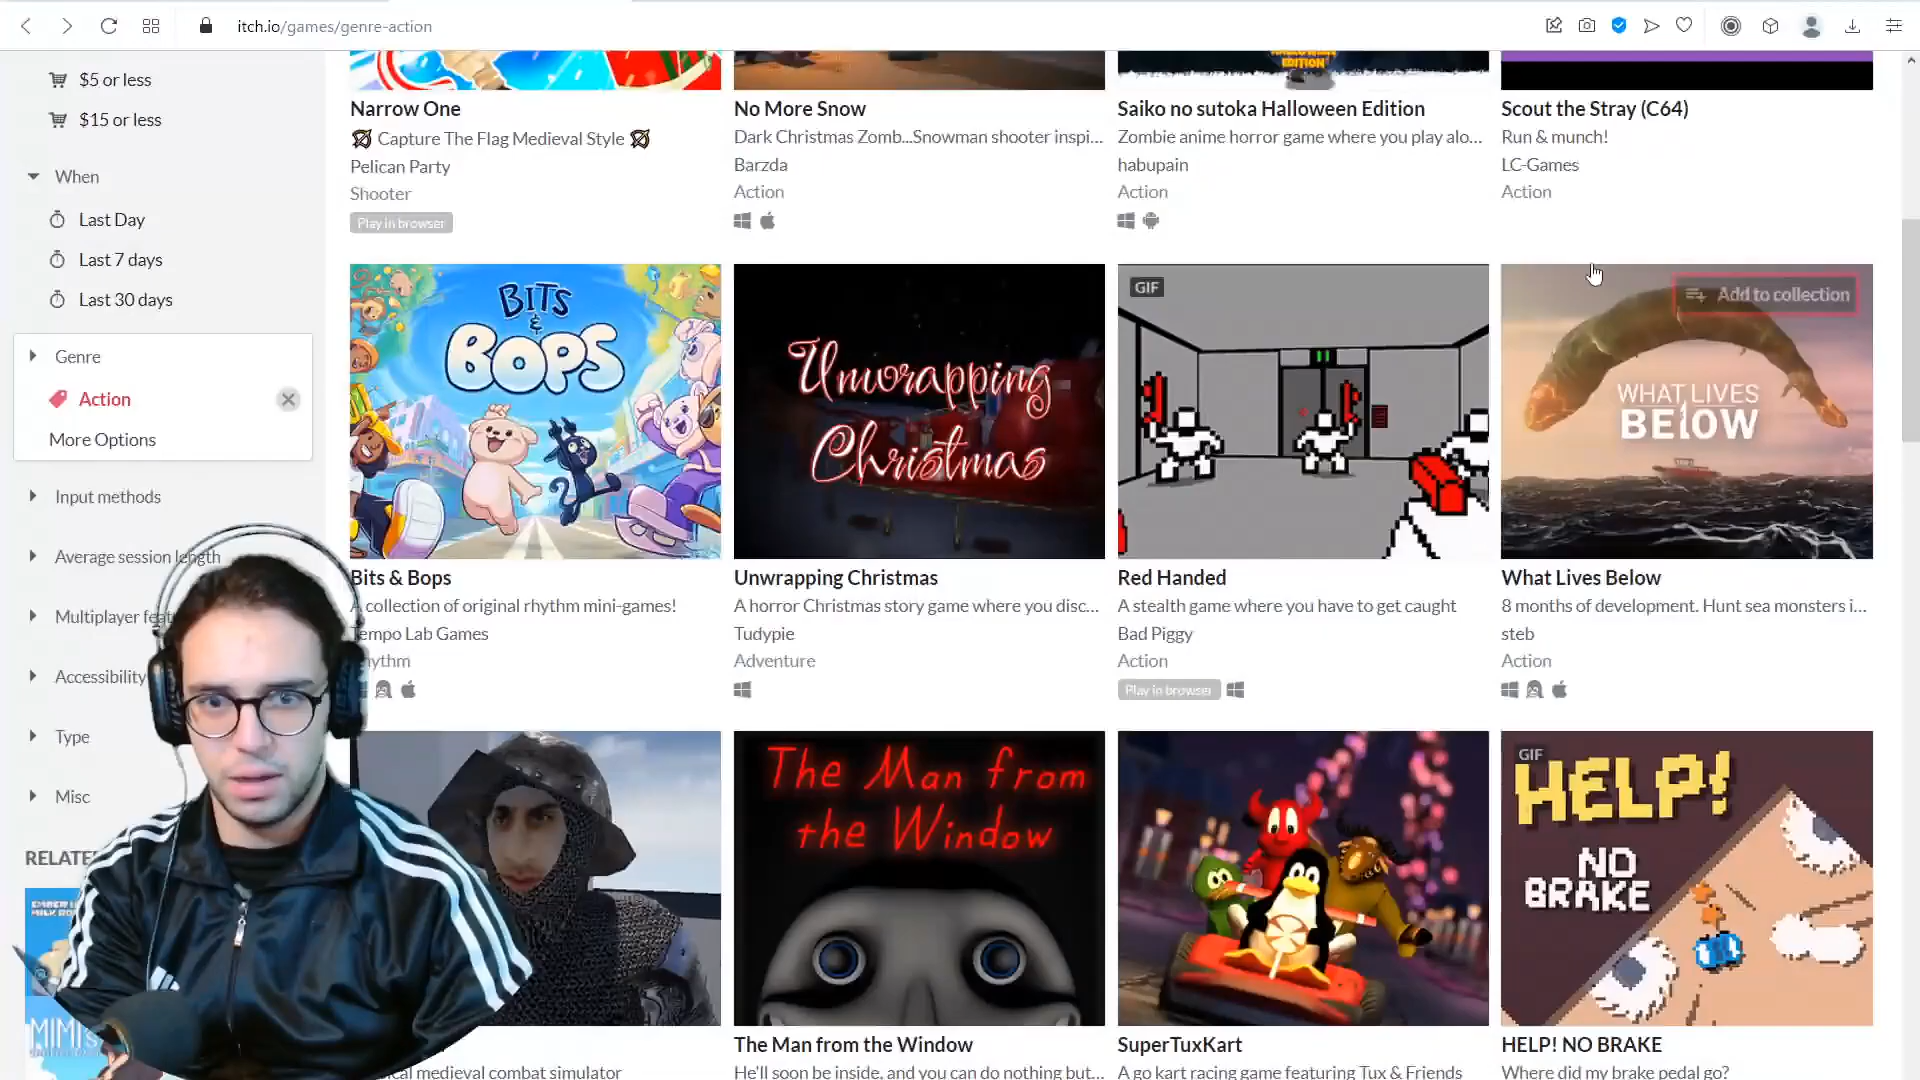 itch.io/games/genre-action
$5 or less
$15 or less
When
Last Day
Last 7 days
Last 30 days
Genre
Action
More Options
Input methods
Average session length
Multiplayer feat
Accessibility
Type
Misc
RELATE
MIMI's
EDITION
Narrow One
Capture The Flag Medieval Style
Pelican Party
Shooter
Play in browser
No More Snow
Dark Christmas Zomb...Snowman shooter inspi...
Barzda
Action
Saiko no sutoka Halloween Edition
Zombie anime horror game where you play alo...
habupain
Action
Scout the Stray (C64)
Run & munch!
LC-Games
Action
BITS
&
BOPS
Bits & Bops
A collection of original rhythm mini-games!
Tempo Lab Games
hythm
Unwrapping
Christmas
Unwrapping Christmas
A horror Christmas story game where you disc...
Tudypie
Adventure
GIF
Red Handed
A stealth game where you have to get caught
Bad Piggy
Action
Play in browser
Add to collection
WHAT LIVES
BELOW
What Lives Below
8 months of development. Hunt sea monsters i...
steb
Action
cal medieval combat simulator
The Man from
the Window
The Man from the Window
He'll soon be inside, and you can do nothing but...
SuperTuxKart
A go kart racing game featuring Tux & Friends
GIF
HELP!
NO
BRAKE
HELP! NO BRAKE
Where did my brake pedal go?